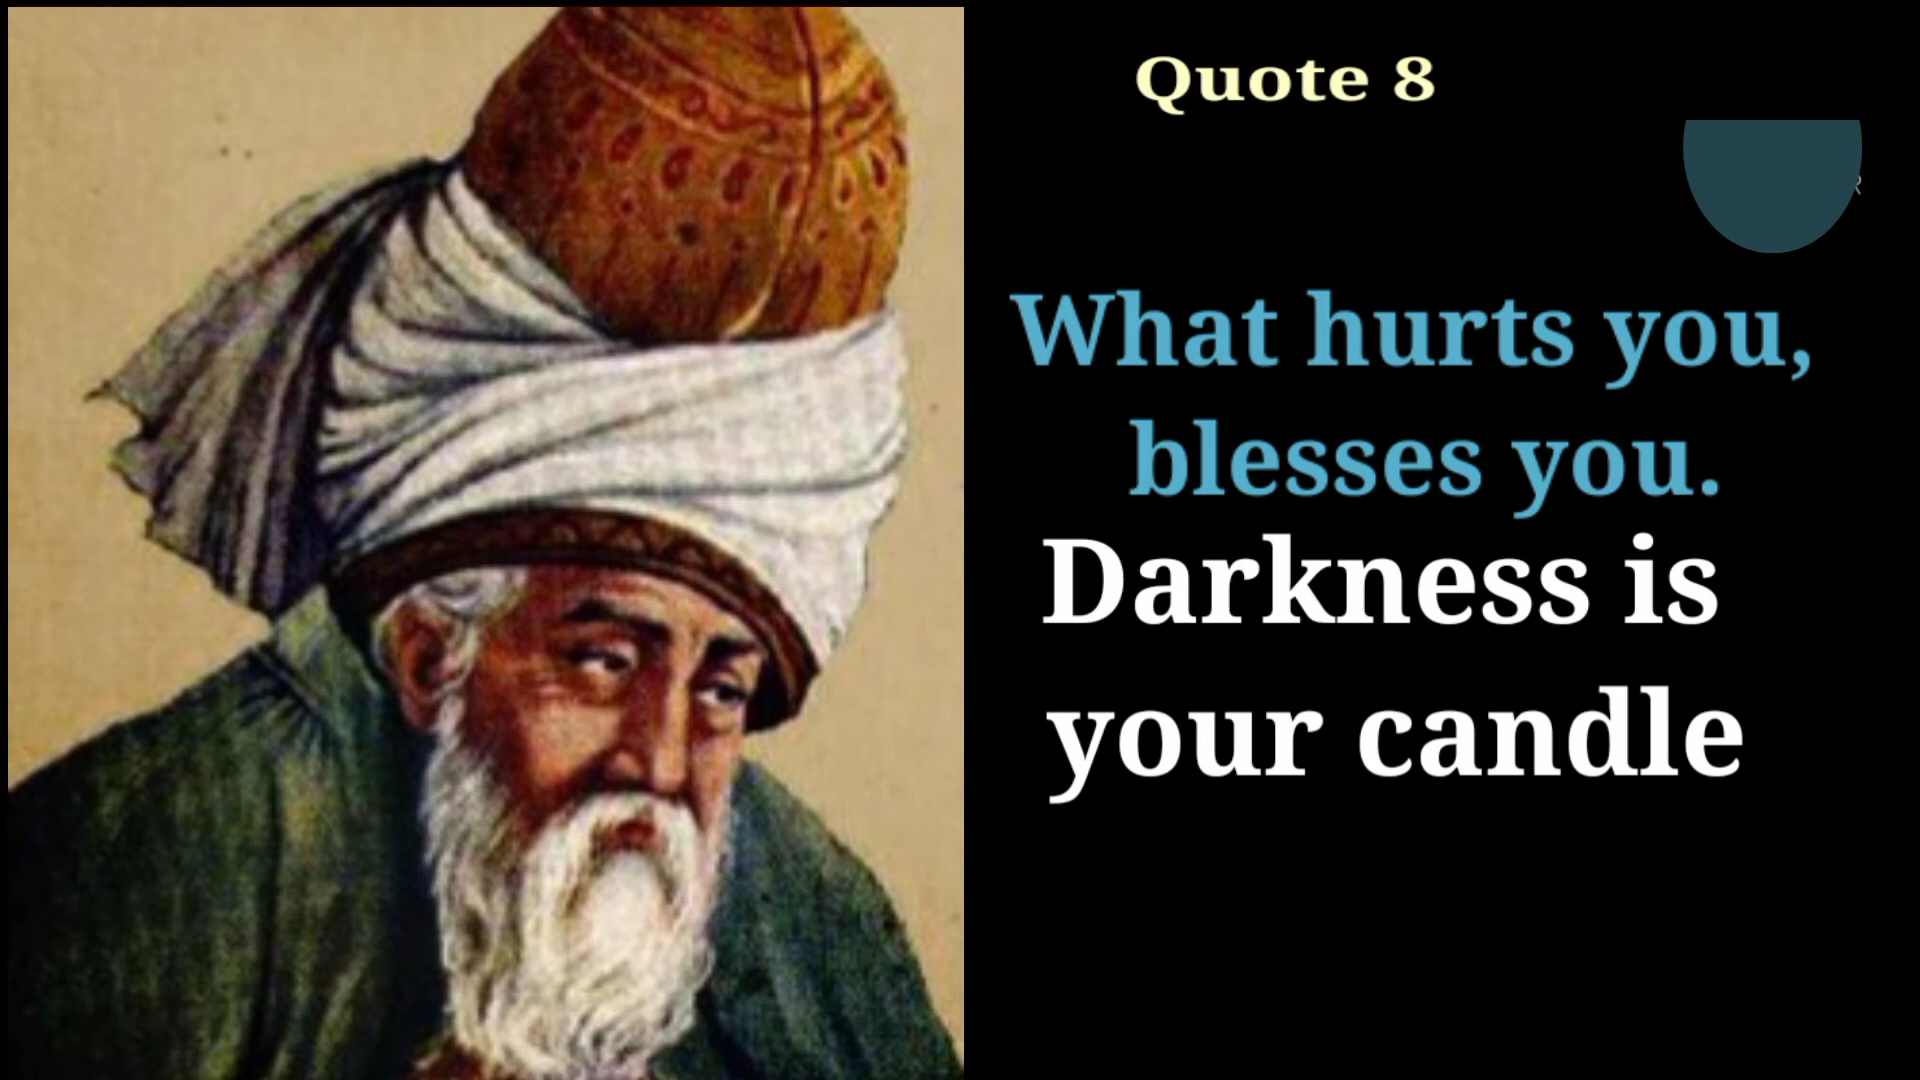 Quote 8
What hurts you,
blesses you.
Darkness is
your candle